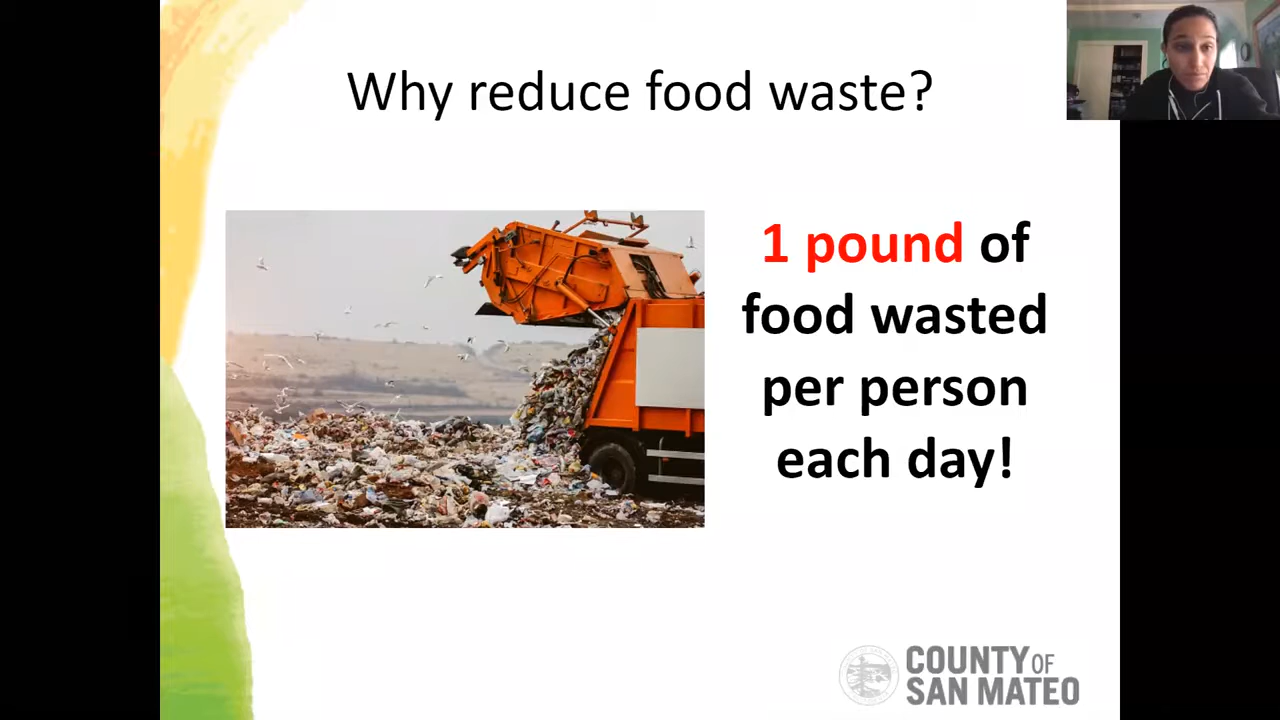 Why reduce food waste?
1 pound of
food wasted
per person
each day!
COUNTY OF
SAN MATEO